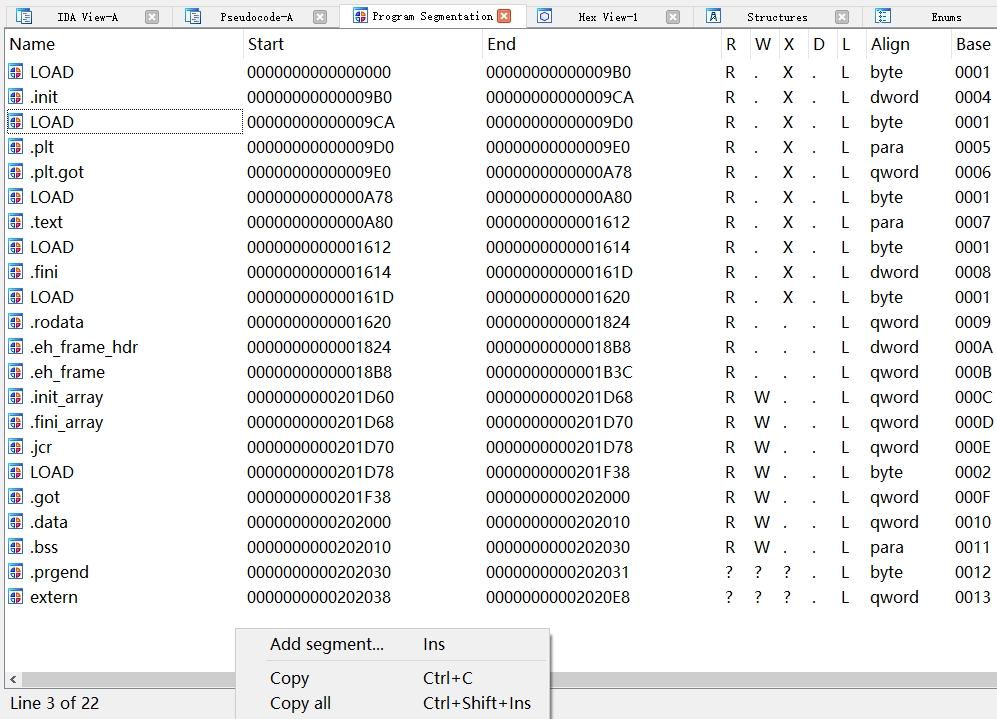 IDA View-A Pseudocode-A Program Segmentation Hex View-1 Structures Enums
Name Start End R W X D L Align Base
LOAD 0000000000000000 00000000000009B0 R . X . L byte 0001
.init 00000000000009B0 00000000000009CA R . X . L dword 0004
LOAD 00000000000009CA 00000000000009D0 R . X . L byte 0001
.plt 00000000000009D0 00000000000009E0 R . X . L para 0005
.plt.got 00000000000009E0 0000000000000A78 R . X . L qword 0006
LOAD 0000000000000A78 0000000000000A80 R . X . L byte 0001
.text 0000000000000A80 0000000000001612 R . X . L para 0007
LOAD 0000000000001612 0000000000001614 R . X . L byte 0001
.fini 0000000000001614 000000000000161D R . X . L dword 0008
LOAD 000000000000161D 0000000000001620 R . X . L byte 0001
.rodata 0000000000001620 0000000000001824 R . . . L qword 0009
.eh_frame_hdr 0000000000001824 00000000000018B8 R . . . L dword 000A
.eh_frame 00000000000018B8 0000000000001B3C R . . . L qword 000B
.init_array 0000000000201D60 0000000000201D68 R W . . L qword 000C
.fini_array 0000000000201D68 0000000000201D70 R W . . L qword 000D
.jcr 0000000000201D70 0000000000201D78 R W . . L qword 000E
LOAD 0000000000201D78 0000000000201F38 R W . . L byte 0002
.got 0000000000201F38 0000000000202000 R W . . L qword 000F
.data 0000000000202000 0000000000202010 R W . . L qword 0010
.bss 0000000000202010 0000000000202030 R W . . L para 0011
.prgend 0000000000202030 0000000000202031 ? ? ? . L byte 0012
extern 0000000000202038 00000000002020E8 ? ? ? . L qword 0013
Add segment... Ins
Copy Ctrl+C
Copy all Ctrl+Shift+Ins
Line 3 of 22